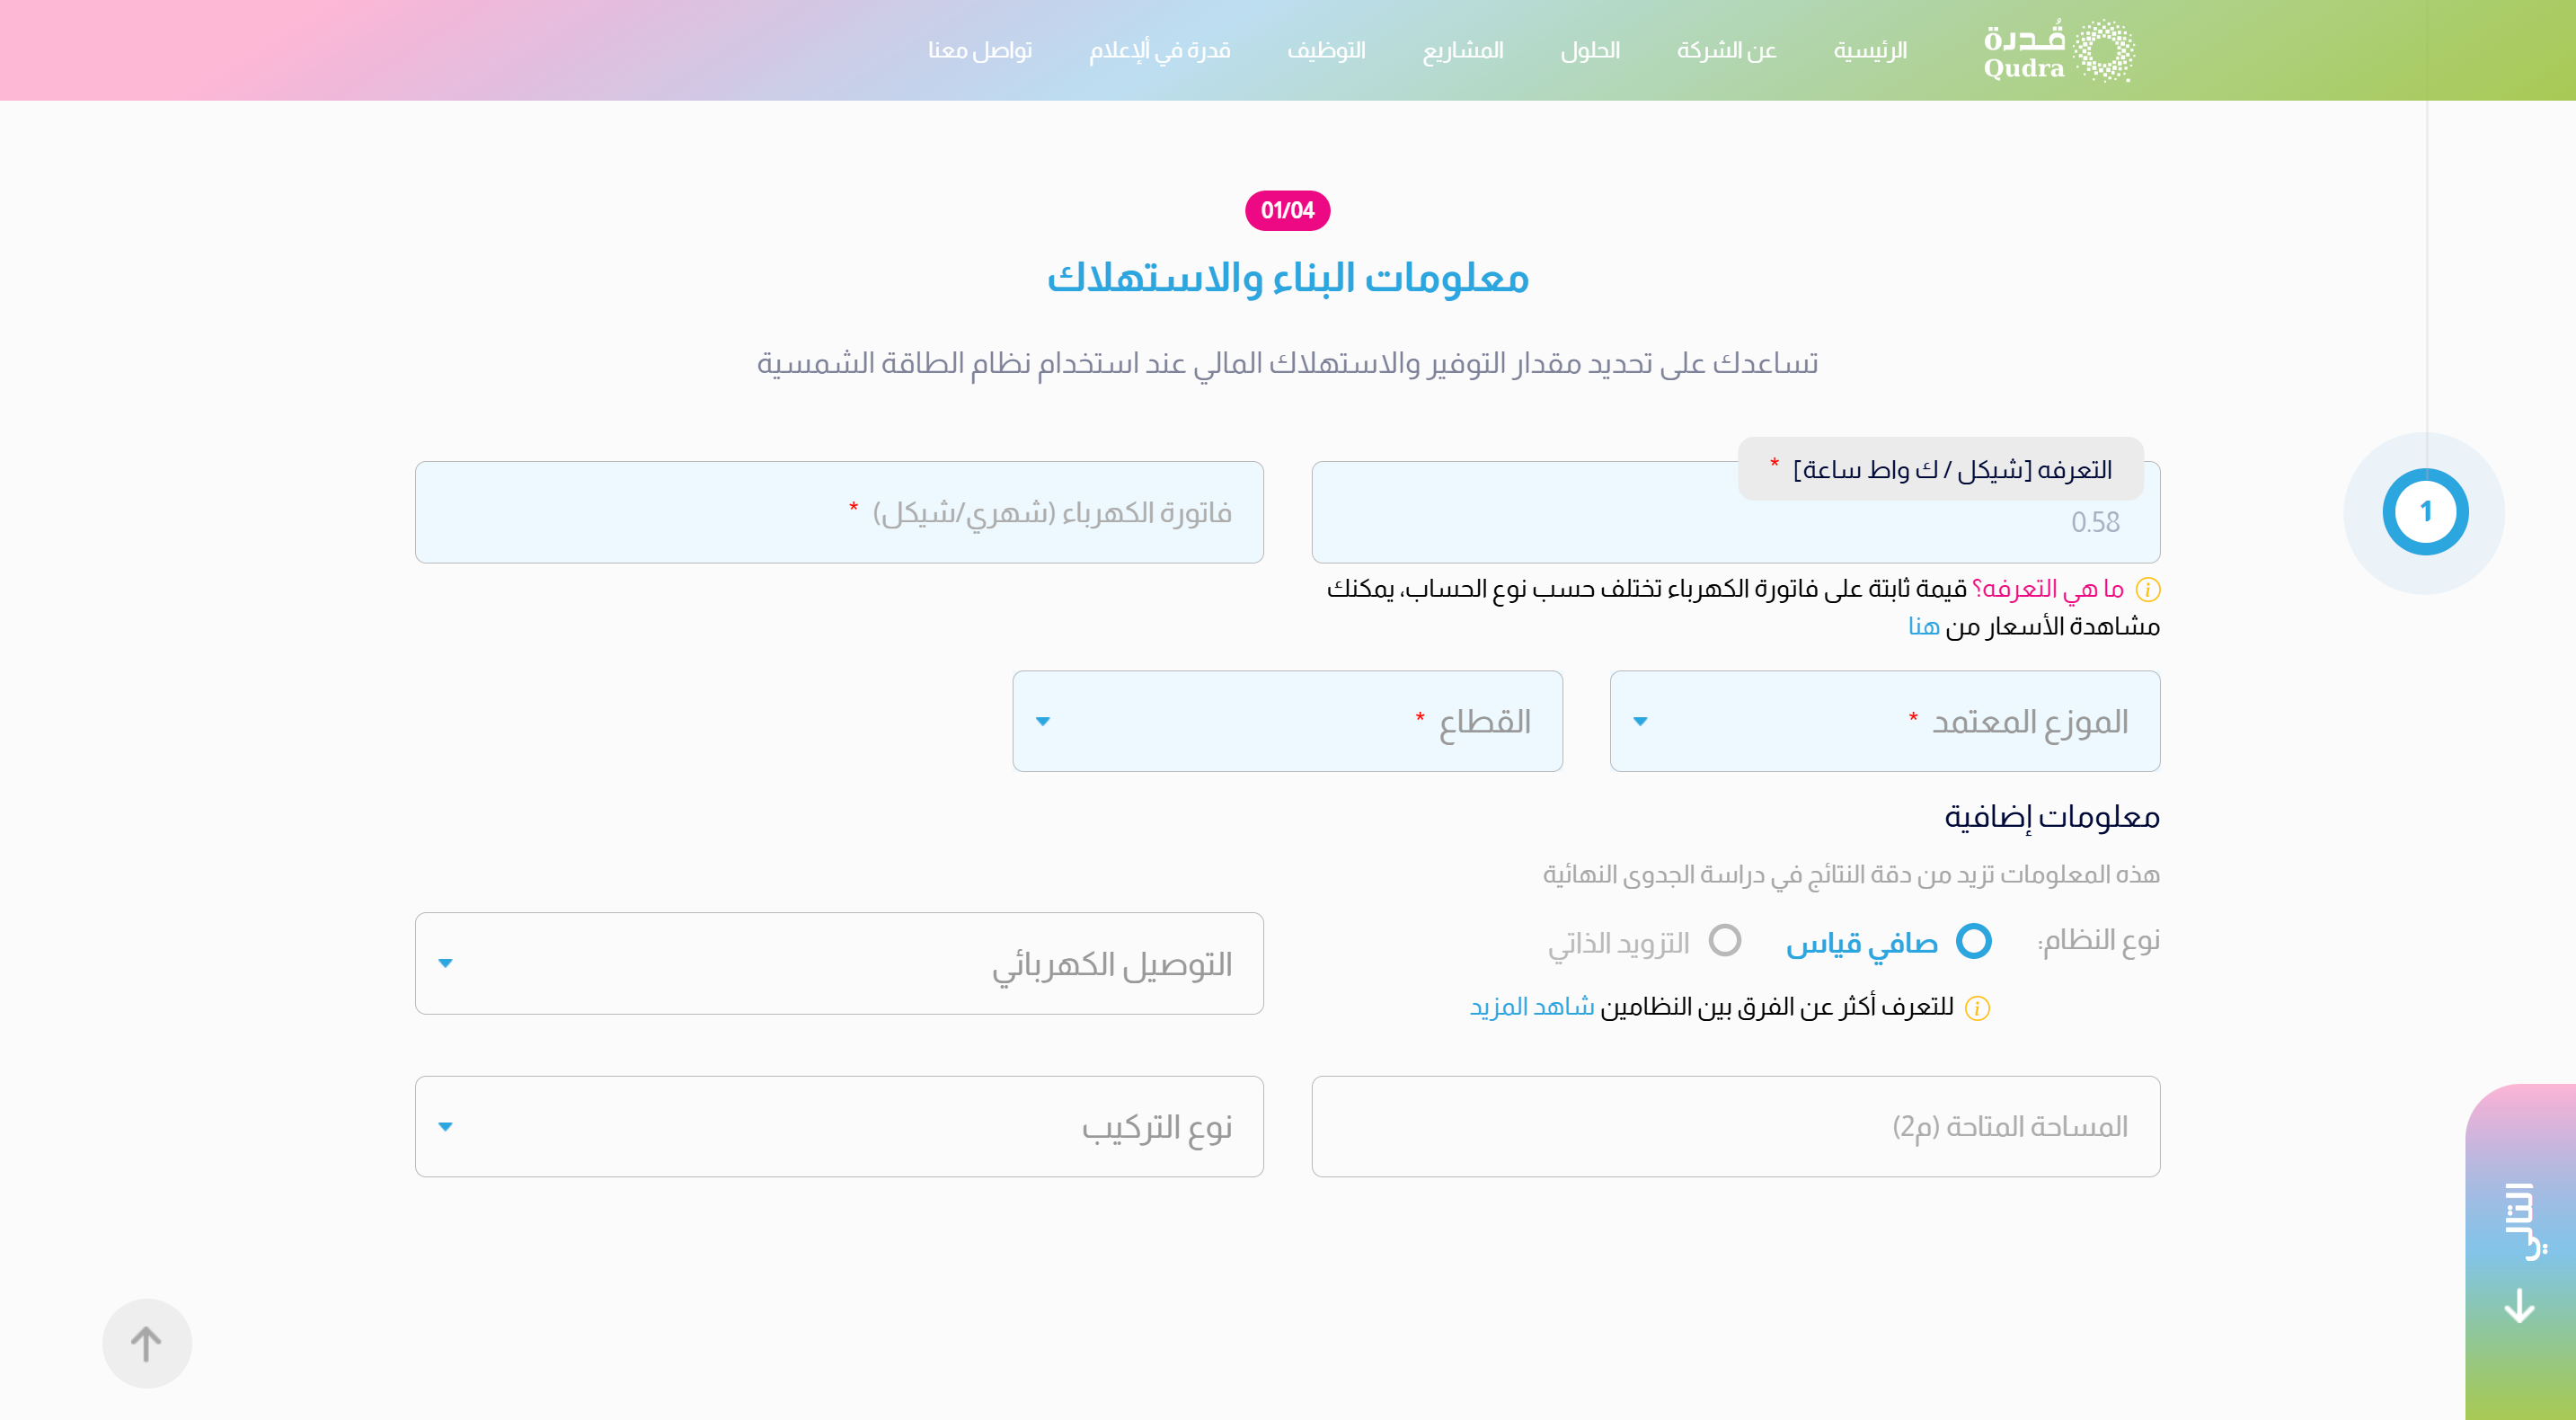 قُدرة
Qudra
الرئيسية
عن الشركة
الحلول
المشاريع
التوظيف
قدرة في ألإعلام
تواصل معنا
01/04
معلومات البناء والاستهلاك
تساعدك على تحديد مقدار التوفير والاستهلاك المالي عند استخدام نظام الطاقة الشمسية
1
التعرفه [شيكل / ك واط ساعة] *
0.58
فاتورة الكهرباء (شهري/شيكل) *
ما هي التعرفه؟ قيمة ثابتة على فاتورة الكهرباء تختلف حسب نوع الحساب، يمكنك
مشاهدة الأسعار من هنا
الموزع المعتمد *
القطاع *
معلومات إضافية
هذه المعلومات تزيد من دقة النتائج في دراسة الجدوى النهائية
نوع النظام:
صافي قياس
التزويد الذاتي
التوصيل الكهربائي
للتعرف أكثر عن الفرق بين النظامين شاهد المزيد
المساحة المتاحة (م2)
نوع التركيب
التالي